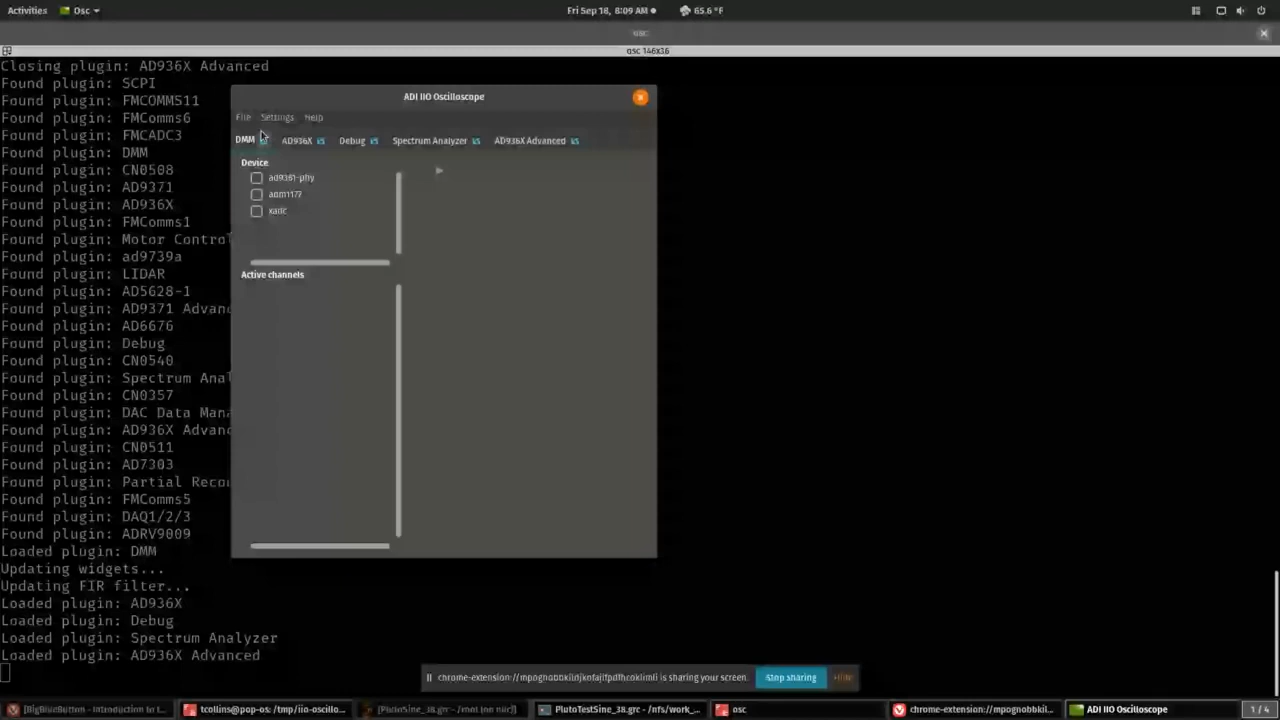 Activities Osc Fri Sep 18, 8:09 AM 65.6 °F
osc
osc 146x36
Closing plugin: AD936X Advanced
Found plugin: SCPI
Found plugin: FMCOMMS11
Found plugin: FMComms6
Found plugin: FMCADC3
Found plugin: DMM
Found plugin: CN0508
Found plugin: AD9371
Found plugin: AD936X
Found plugin: FMComms1
Found plugin: Motor Control
Found plugin: ad9739a
Found plugin: LIDAR
Found plugin: AD5628-1
Found plugin: AD9371 Advanc
Found plugin: AD6676
Found plugin: Debug
Found plugin: CN0540
Found plugin: Spectrum Anal
Found plugin: CN0357
Found plugin: DAC Data Mana
Found plugin: AD936X Advanc
Found plugin: CN0511
Found plugin: AD7303
Found plugin: Partial Recon
Found plugin: FMComms5
Found plugin: DAQ1/2/3
Found plugin: ADRV9009
Loaded plugin: DMM
Updating widgets...
Updating FIR filter...
Loaded plugin: AD936X
Loaded plugin: Debug
Loaded plugin: Spectrum Analyzer
Loaded plugin: AD936X Advanced
ADI IIO Oscilloscope
File Settings Help
DMM AD936X Debug Spectrum Analyzer AD936X Advanced
Device
ad9361-phy
adm1177
xadc
Active channels
is sharing your screen. Stop sharing Hide
[BigBlueButton - Introduction to t... tcollins@pop-os: /tmp/iio-oscillo... PlutoTestSine_38.grc - /nfs/work_... osc ADI IIO Oscilloscope 1 / 4